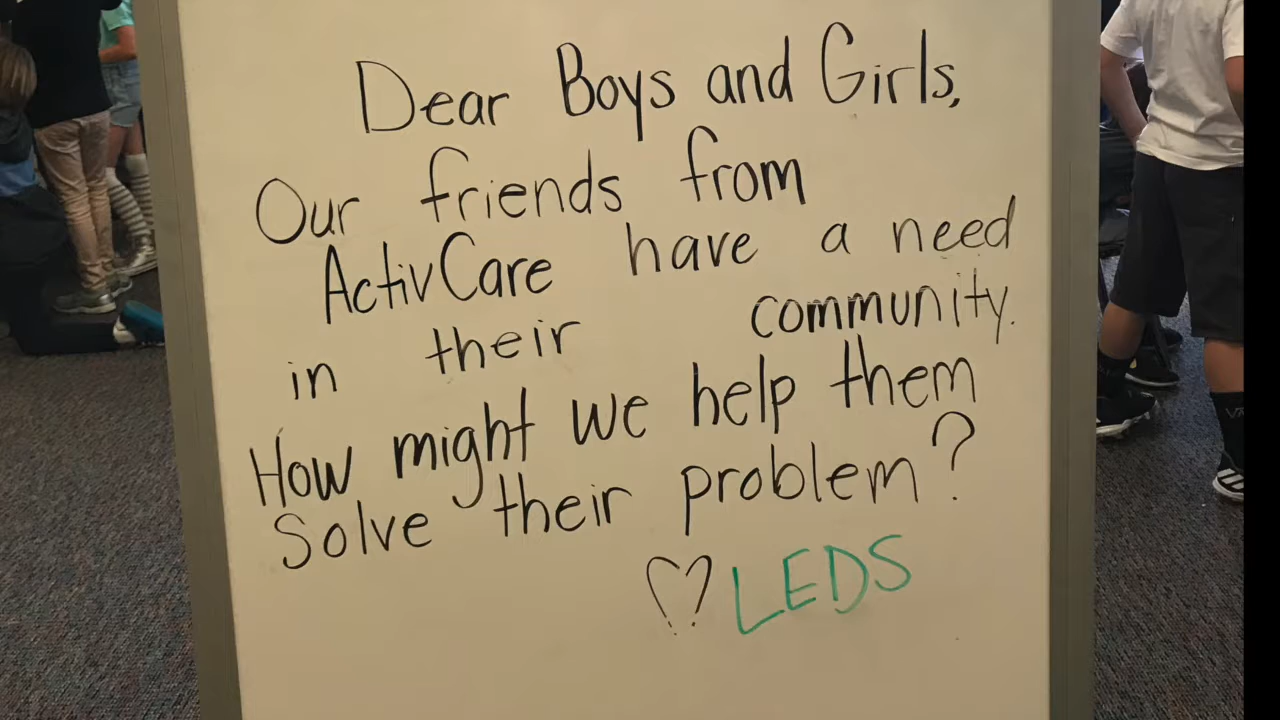 Dear Boys and Girls,
Our friends from
ActivCare have a need
in their community.
How might we help them
Solve their problem?
♡ LEDS